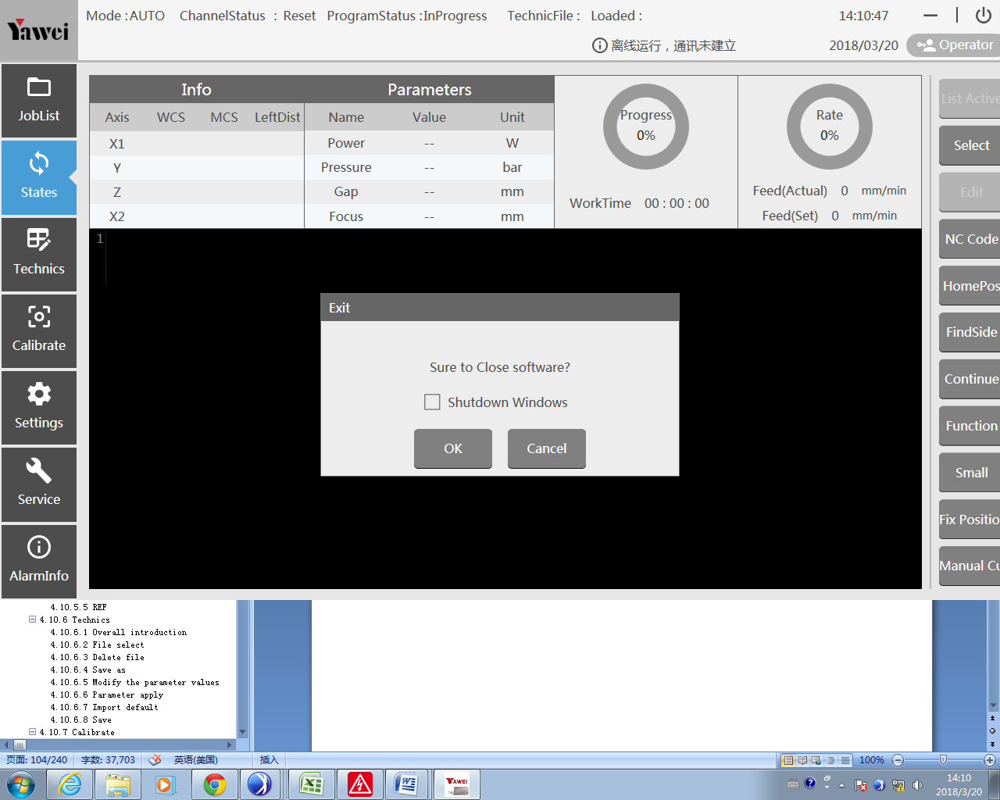 Yawei
Mode : AUTO ChannelStatus : Reset ProgramStatus : InProgress TechnicFile : Loaded : 14:10:47
离线运行，通讯未建立 2018/03/20 Operator
JobList
States
Technics
Calibrate
Settings
Service
AlarmInfo
Info Parameters
Axis WCS MCS LeftDist Name Value Unit
X1 Power -- W
Y Pressure -- bar
Z Gap -- mm
X2 Focus -- mm
Progress
0%
WorkTime 00 : 00 : 00
Rate
0%
Feed(Actual) 0 mm/min
Feed(Set) 0 mm/min
1
Exit
Sure to Close software?
Shutdown Windows
OK Cancel
List Active
Select
Edit
NC Code
HomePos
FindSide
Continue
Function
Small
Fix Positio
Manual Cu
4.10.5.5 REF
4.10.6 Technics
4.10.6.1 Overall introduction
4.10.6.2 File select
4.10.6.3 Delete file
4.10.6.4 Save as
4.10.6.5 Modify the parameter values
4.10.6.6 Parameter apply
4.10.6.7 Import default
4.10.6.8 Save
4.10.7 Calibrate
页面: 104/240 字数: 37,703 英语(美国) 插入 100%
YAWEI
14:10
2018/3/20